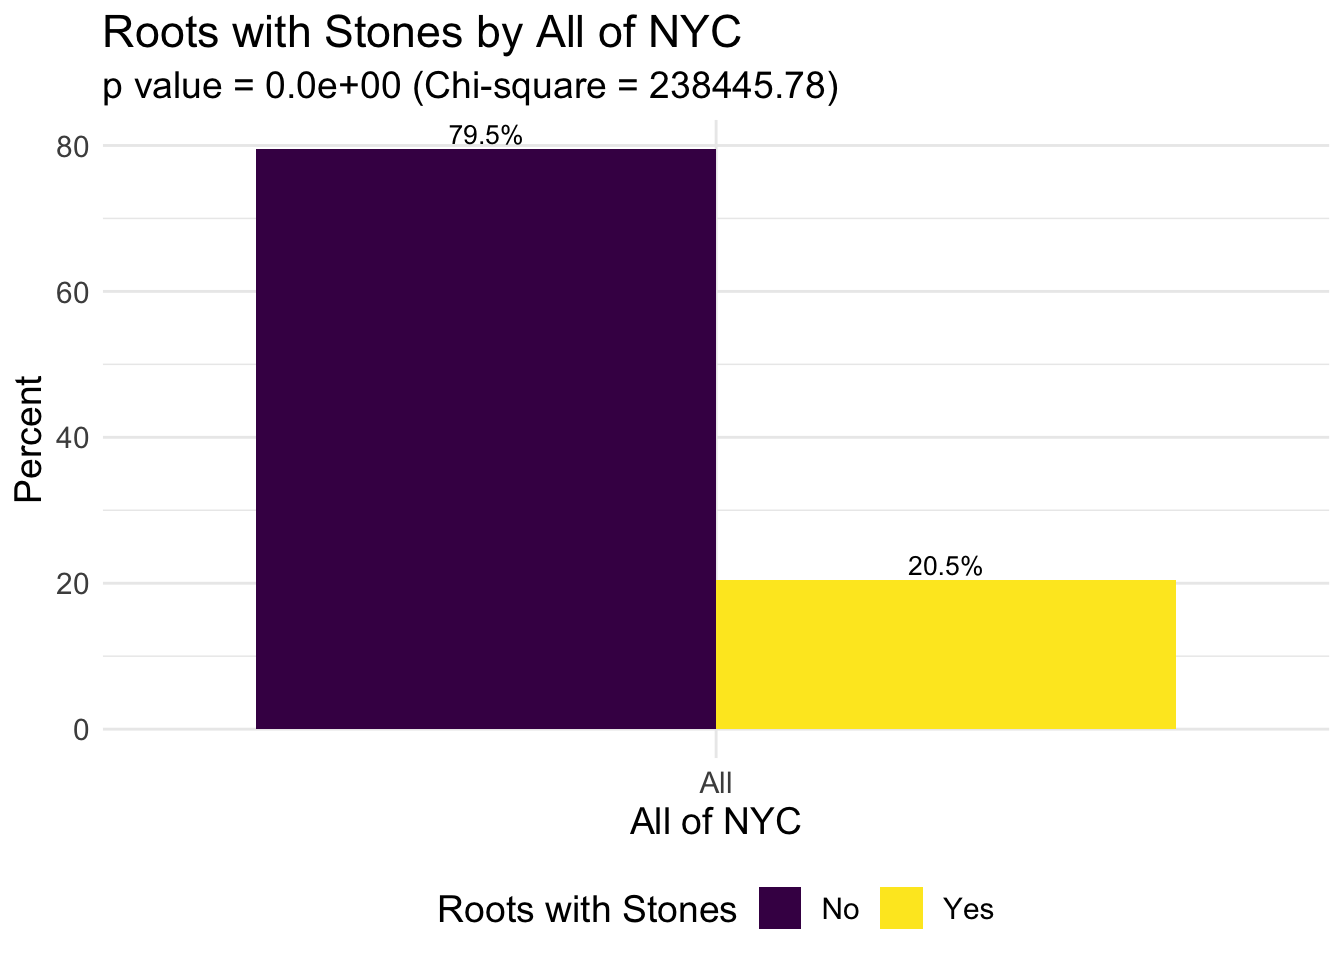 Roots with Stones by All of NYC
p value = 0.0e+00 (Chi-square = 238445.78)
79.5%
80
60
Percent
40
20.5%
20
0
All
All of NYC
Roots with Stones No Yes